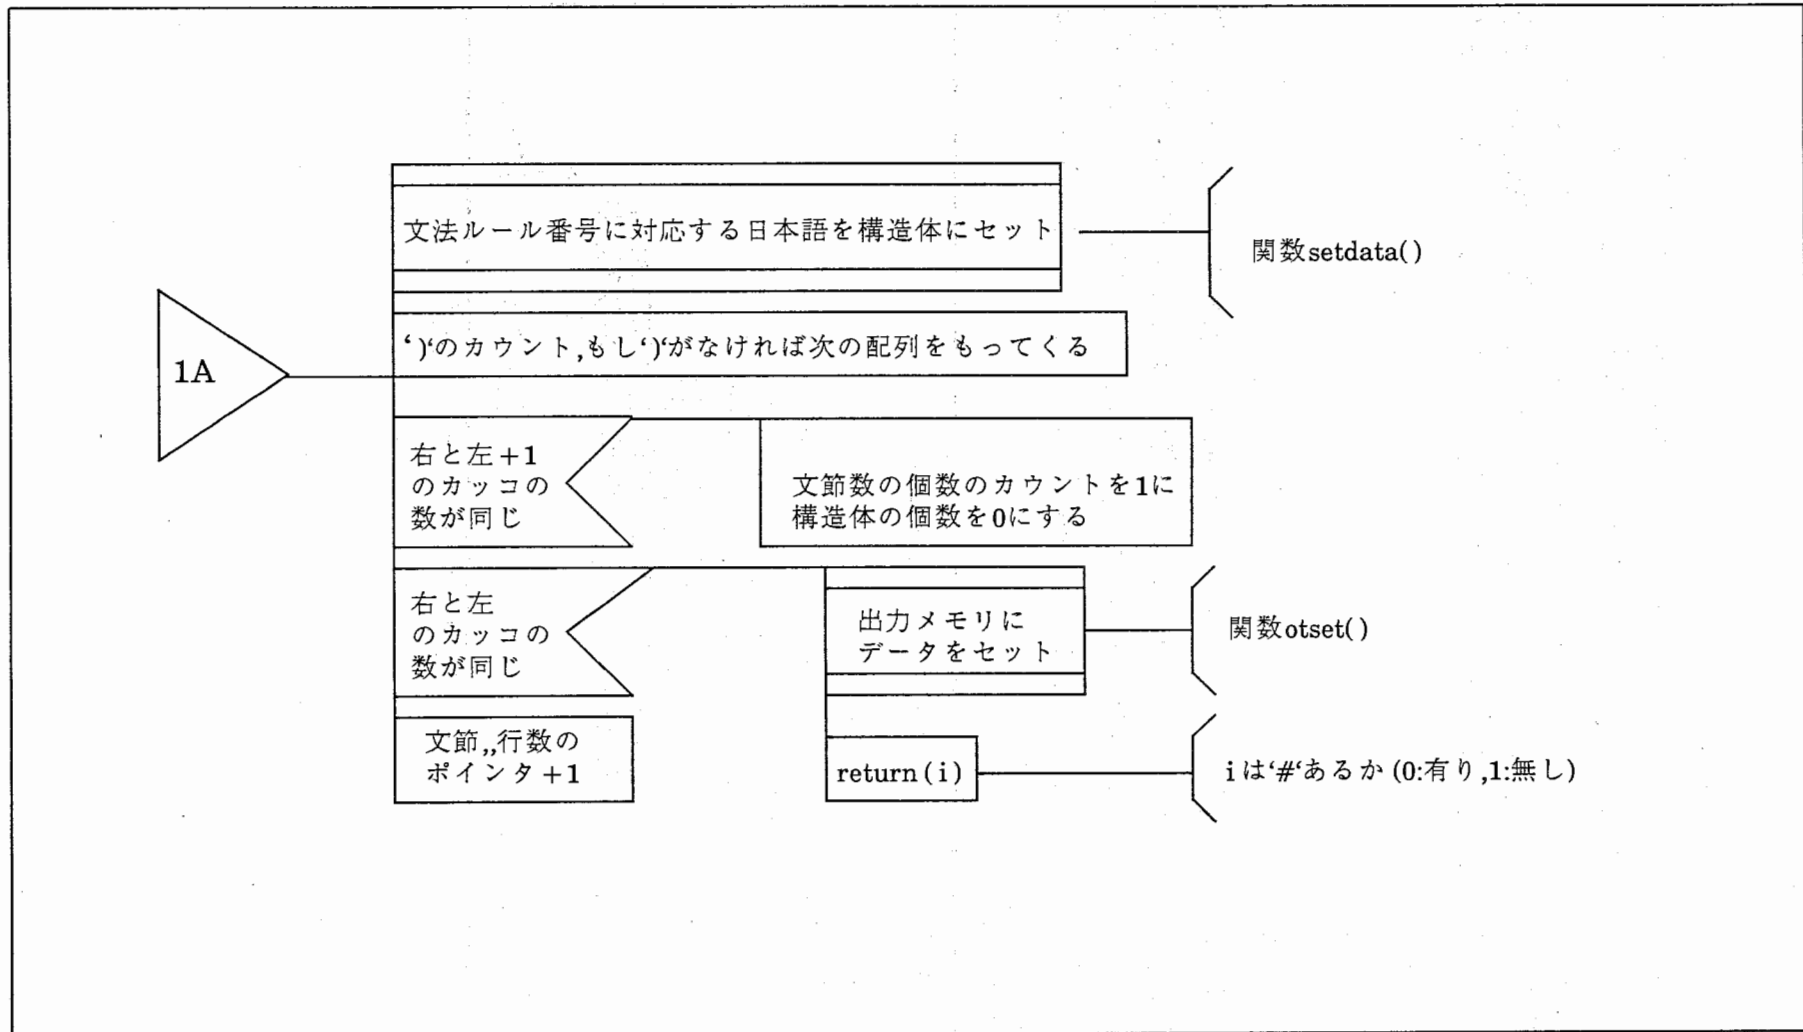 文法ルール番号に対応する日本語を構造体にセット
関数setdata()
1A
‘)‘のカウント,もし‘)‘がなければ次の配列をもってくる
右と左+1
のカッコの
数が同じ
文節数の個数のカウントを1に
構造体の個数を0にする
右と左
のカッコの
数が同じ
出力メモリに
データをセット
関数otset()
文節,,行数の
ポインタ+1
return(i)
iは‘#‘あるか(0:有り,1:無し)